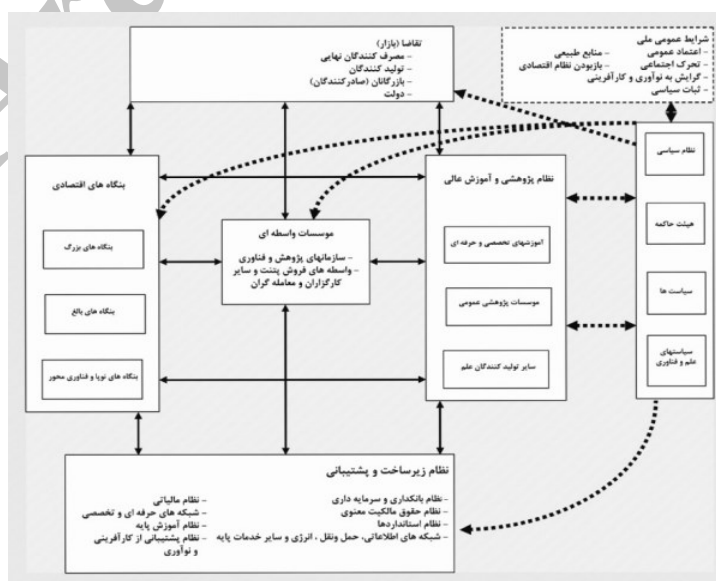 تقاضا (بازار)
– مصرف کنندگان نهایی
– تولید کنندگان
– بازرگانان (صادرکنندگان)
– دولت
شرایط عمومی ملی
– اعتماد عمومی
– تحرک اجتماعی
– گرایش به نوآوری و کارآفرینی
– ثبات سیاسی
– منابع طبیعی
– بازبودن نظام اقتصادی
نظام سیاسی
هیئت حاکمه
سیاست ها
سیاستهای
علم و فناوری
نظام پژوهشی و آموزش عالی
آموزشهای تخصصی و حرفه ای
موسسات پژوهشی عمومی
سایر تولید کنندگان علم
موسسات واسطه ای
– سازمانهای پژوهش و فناوری
– واسطه های فروش پتنت و سایر
کارگزاران و معامله گران
بنگاه های اقتصادی
بنگاه های بزرگ
بنگاه های بالغ
بنگاه های نوپا و فناوری محور
نظام زیرساخت و پشتیبانی
– نظام بانکداری و سرمایه داری
– نظام حقوق مالکیت معنوی
– نظام استانداردها
– شبکه های اطلاعاتی، حمل ونقل ، انرژی و سایر خدمات پایه
– نظام مالیاتی
– شبکه های حرفه ای و تخصصی
– نظام آموزش پایه
– نظام پشتیبانی از کارآفرینی
و نوآوری